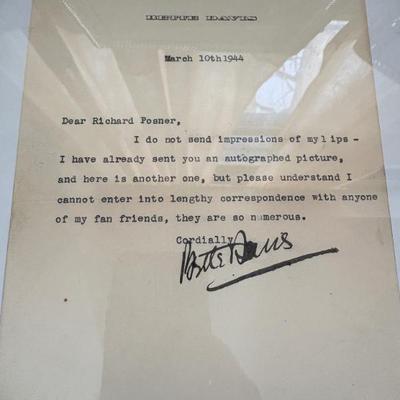 BETTE DAVIS
March 10th 1944
Dear Richard Posner,
I do not send impressions of my lips -
I have already sent you an autographed picture,
and here is another one, but please understand I
cannot enter into lengthy correspondence with anyone
of my fan friends, they are so numerous.
Cordially
Bette Davis